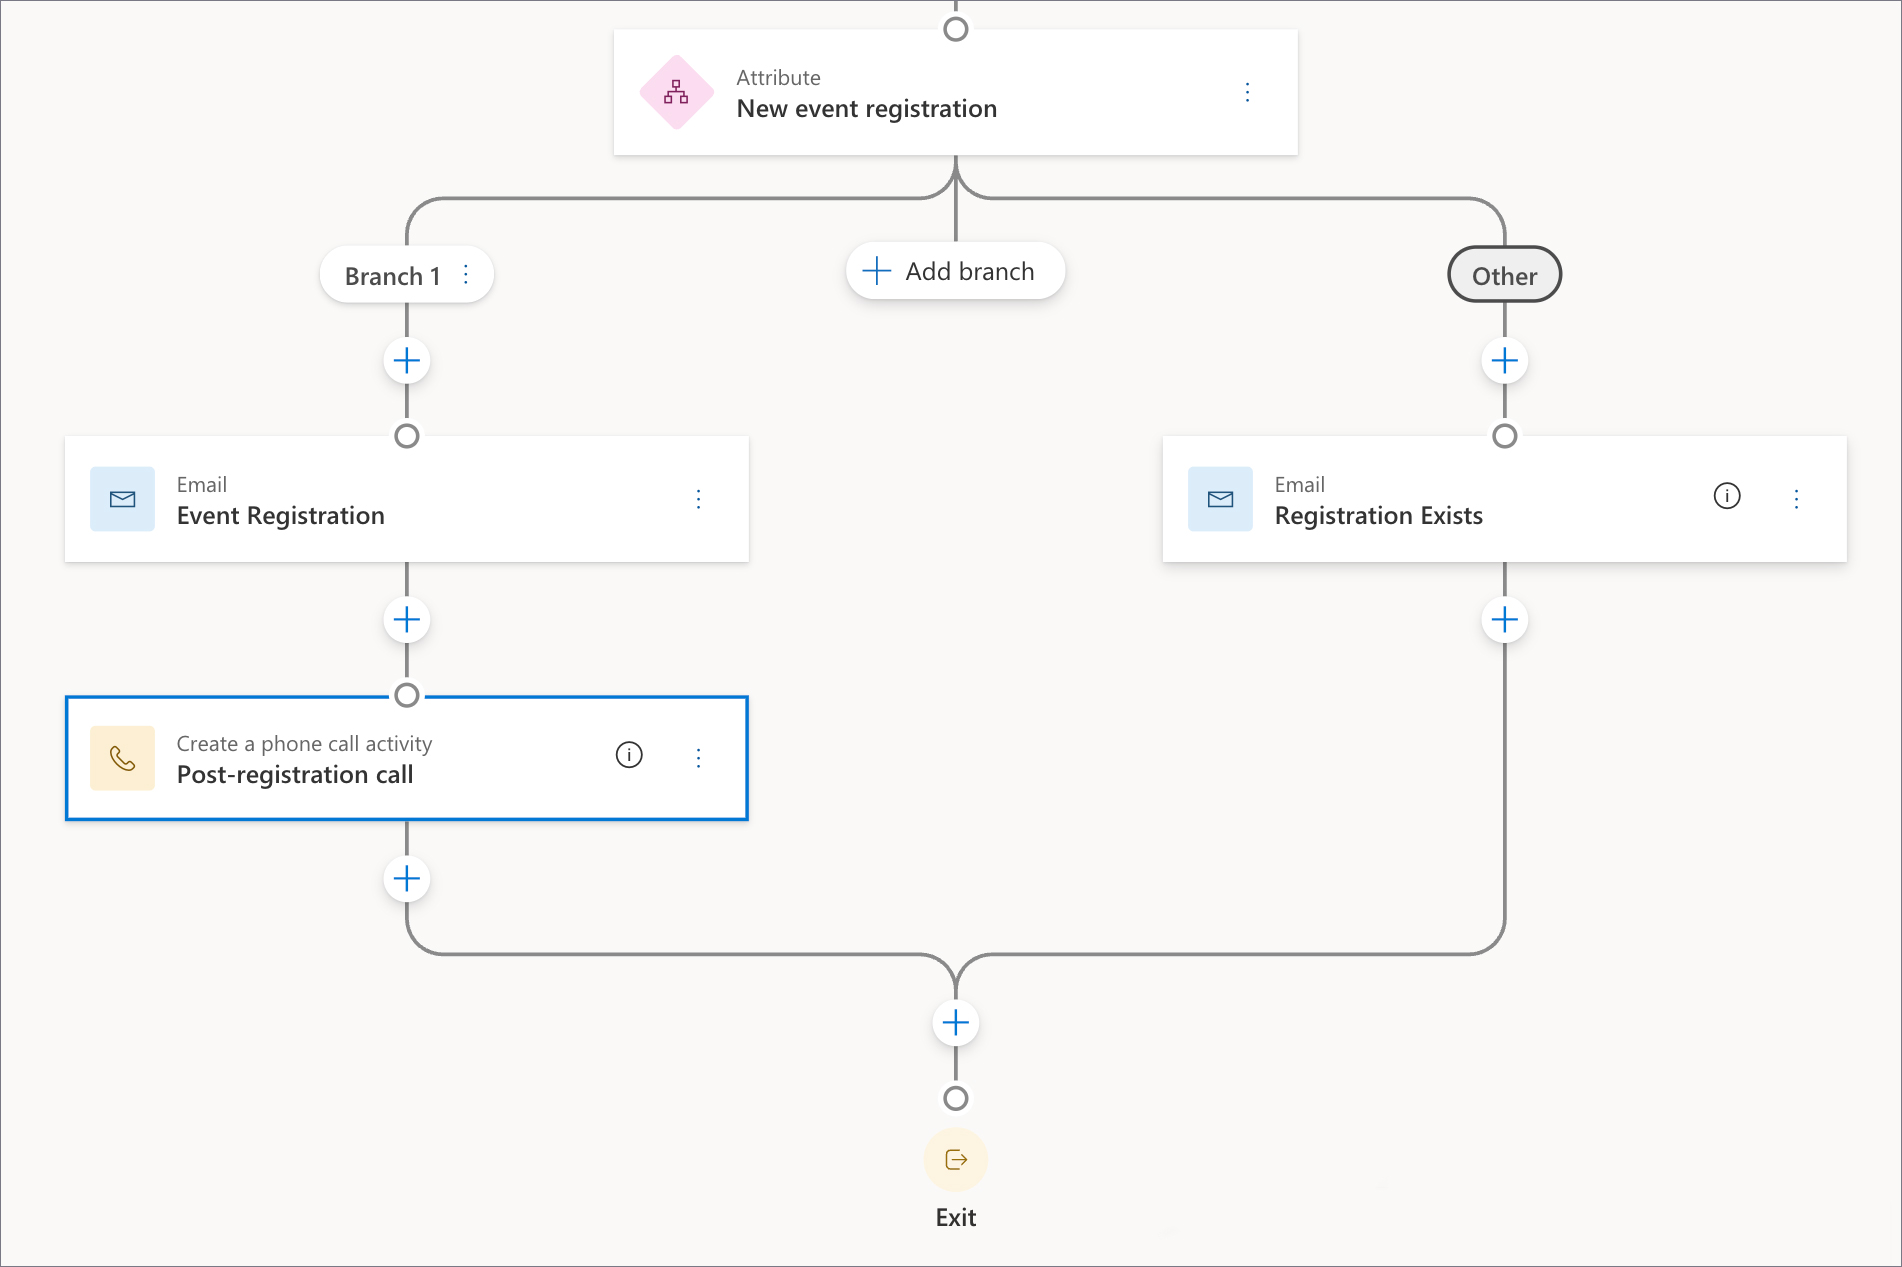 Attribute
New event registration
Branch 1
Add branch
Other
Email
Event Registration
Email
Registration Exists
Create a phone call activity
Post-registration call
Exit